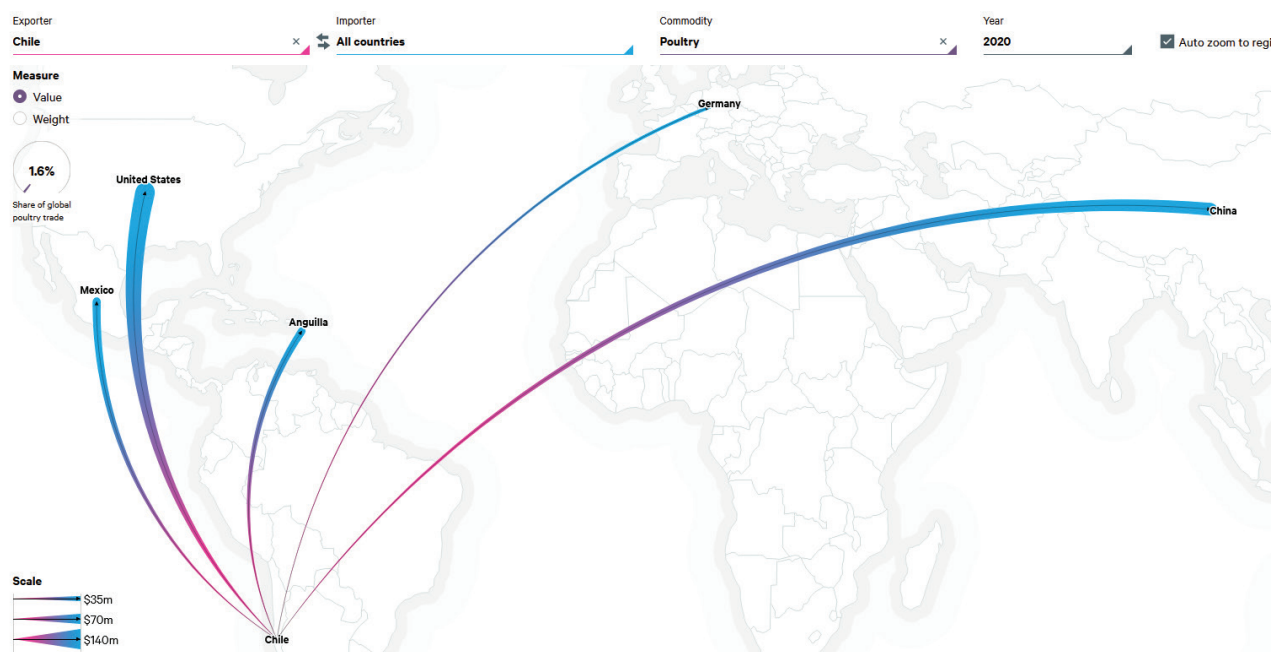 Exporter
Chile ×
Importer
All countries
Commodity
Poultry ×
Year
2020
Auto zoom to regi
Measure
Value
Weight
1.6%
Share of global
poultry trade
Germany
United States
China
Mexico
Anguilla
Chile
Scale
$35m
$70m
$140m